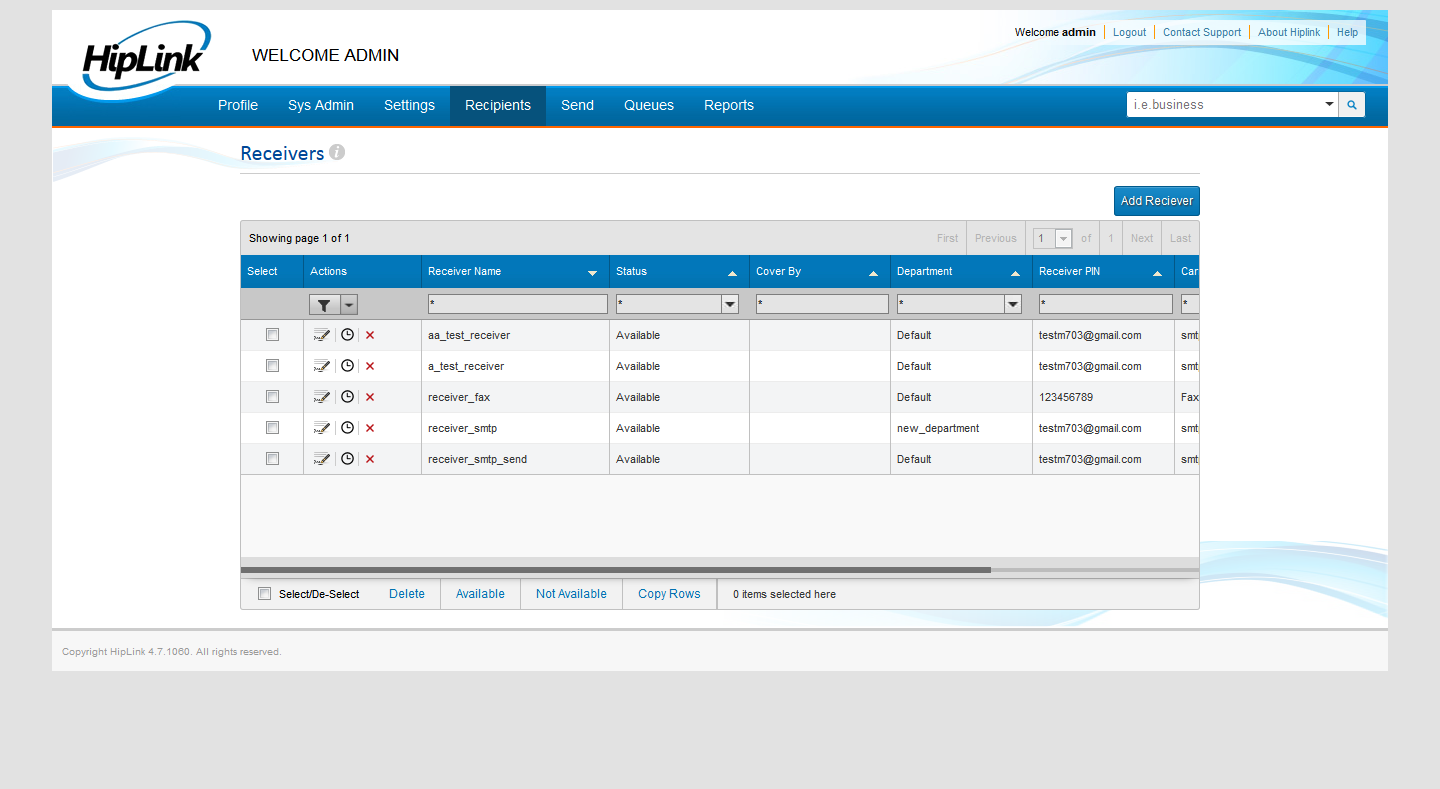 HipLink
WELCOME ADMIN
Welcome admin Logout Contact Support About Hiplink Help
Profile Sys Admin Settings Recipients Send Queues Reports i.e.business
Receivers i
Add Reciever
Showing page 1 of 1 First Previous 1 of 1 Next Last
Select Actions Receiver Name Status Cover By Department Receiver PIN Car
* * * * * *
aa_test_receiver Available Default testm703@gmail.com smt
a_test_receiver Available Default testm703@gmail.com smt
receiver_fax Available Default 123456789 Fax
receiver_smtp Available new_department testm703@gmail.com smt
receiver_smtp_send Available Default testm703@gmail.com smt
Select/De-Select Delete Available Not Available Copy Rows 0 items selected here
Copyright HipLink 4.7.1060. All rights reserved.